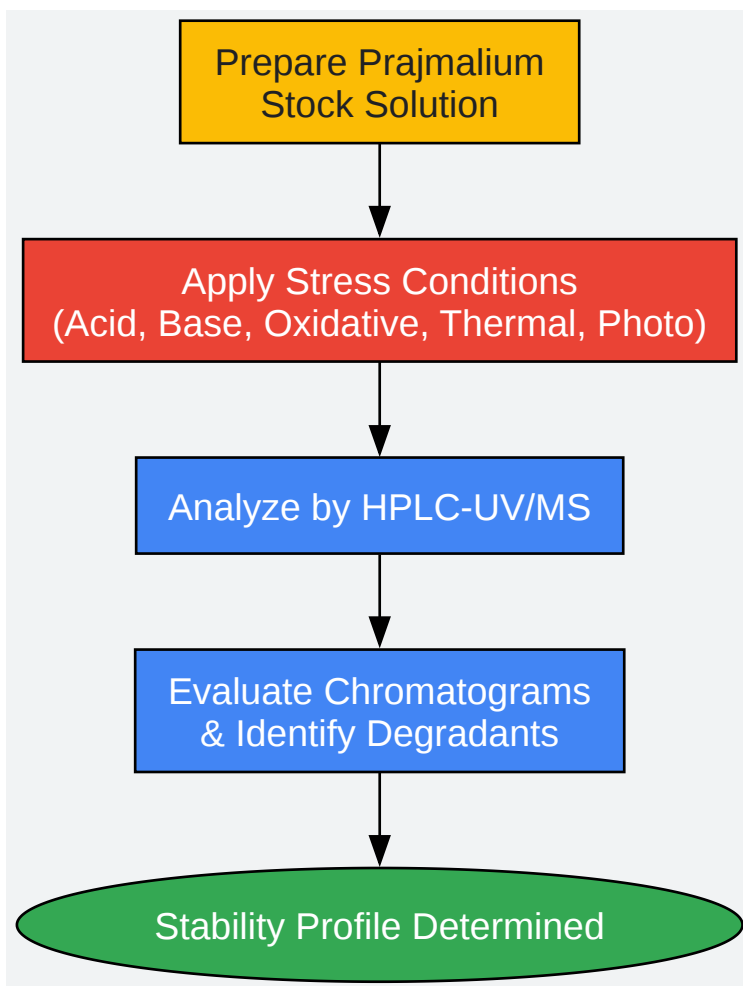 Prepare Prajmalium
Stock Solution
Apply Stress Conditions
(Acid, Base, Oxidative, Thermal, Photo)
Analyze by HPLC-UV/MS
Evaluate Chromatograms
& Identify Degradants
Stability Profile Determined